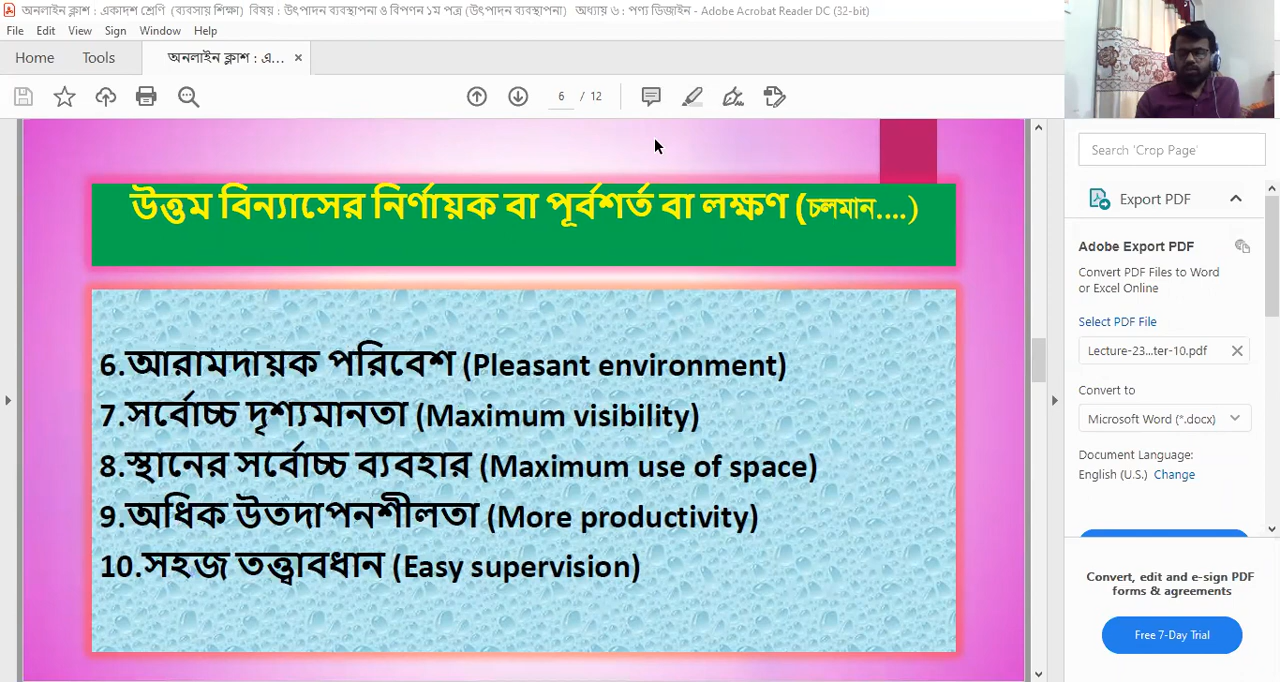 অনলাইন ক্লাশ : একাদশ শ্রেণি (ব্যবসায় শিক্ষা) বিষয় : উৎপাদন ব্যবস্থাপনা ও বিপণন ১ম পত্র (উৎপাদন ব্যবস্থাপনা) অধ্যায় ৬ : পণ্য ডিজাইন - Adobe Acrobat Reader DC (32-bit)
File Edit View Sign Window Help
Home Tools অনলাইন ক্লাশ : এ... ×
6 / 12
Search 'Crop Page'
Export PDF
Adobe Export PDF
Convert PDF Files to Word
or Excel Online
Select PDF File
Lecture-23...ter-10.pdf
Convert to
Microsoft Word (*.docx)
Document Language:
English (U.S.) Change
Convert, edit and e-sign PDF
forms & agreements
Free 7-Day Trial
উত্তম বিন্যাসের নির্ণায়ক বা পূর্বশর্ত বা লক্ষণ (চলমান....)
6.আরামদায়ক পরিবেশ (Pleasant environment)
7.সর্বোচ্চ দৃশ্যমানতা (Maximum visibility)
8.স্থানের সর্বোচ্চ ব্যবহার (Maximum use of space)
9.অধিক উতদাপনশীলতা (More productivity)
10.সহজ তত্ত্বাবধান (Easy supervision)